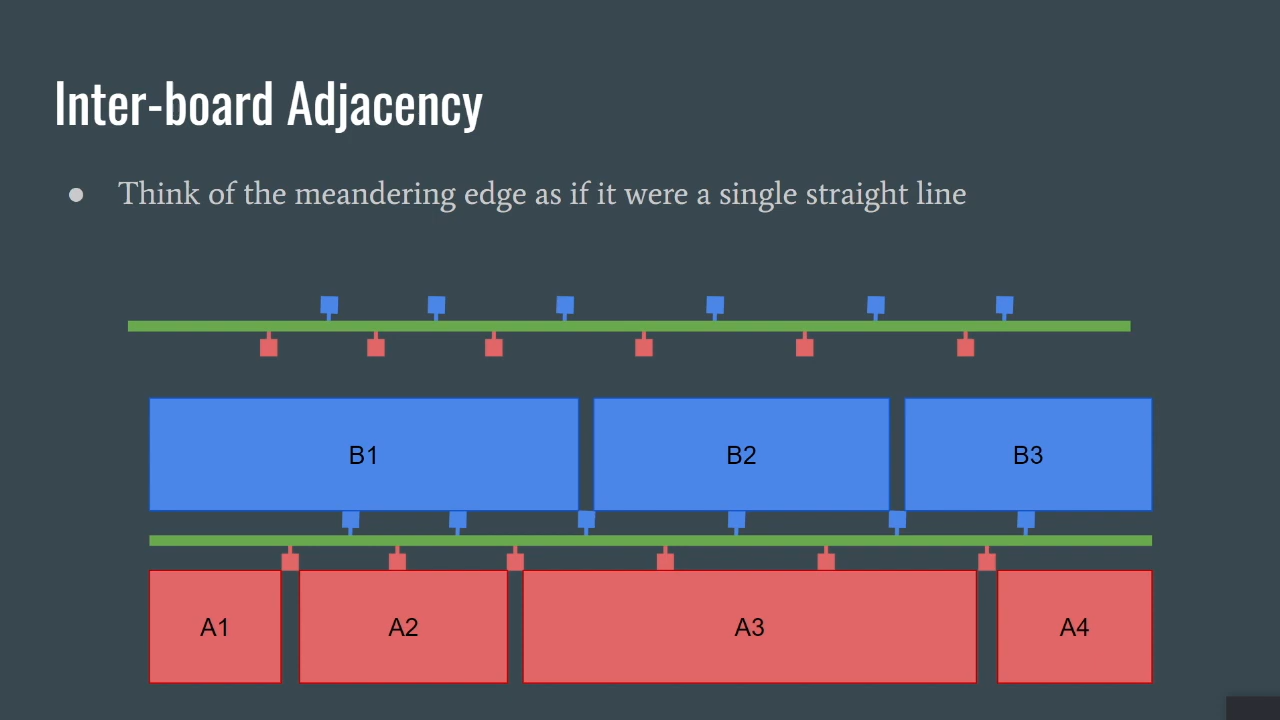 Inter-board Adjacency
● Think of the meandering edge as if it were a single straight line
B1 B2 B3
A1 A2 A3 A4